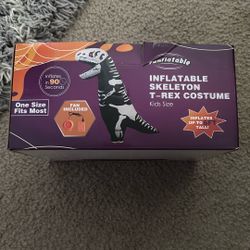 Funflatable
INFLATABLE
SKELETON
T-REX COSTUME
Kids Size
Inflates
in 90
Seconds
One Size
Fits Most
FAN
INCLUDED
INFLATES
UP TO
TALL!